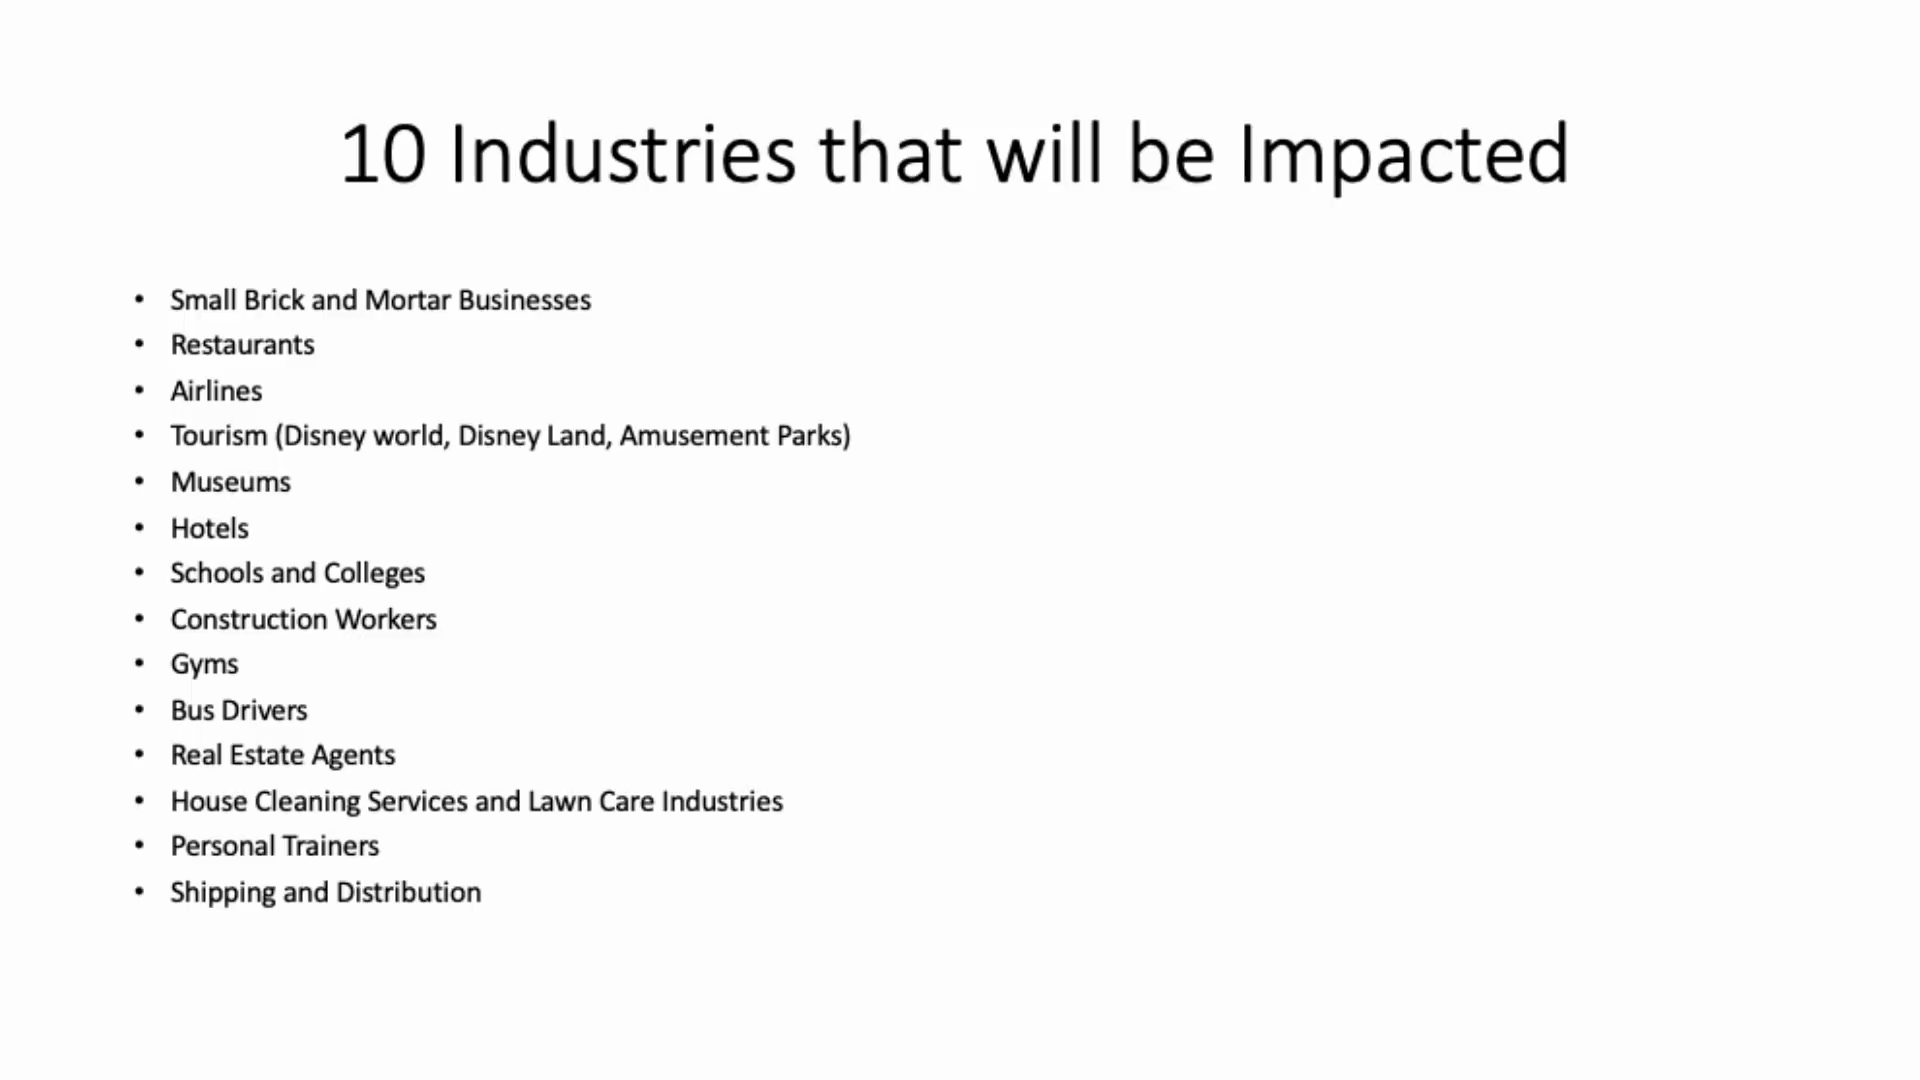 10 Industries that will be Impacted
• Small Brick and Mortar Businesses
• Restaurants
• Airlines
• Tourism (Disney world, Disney Land, Amusement Parks)
• Museums
• Hotels
• Schools and Colleges
• Construction Workers
• Gyms
• Bus Drivers
• Real Estate Agents
• House Cleaning Services and Lawn Care Industries
• Personal Trainers
• Shipping and Distribution